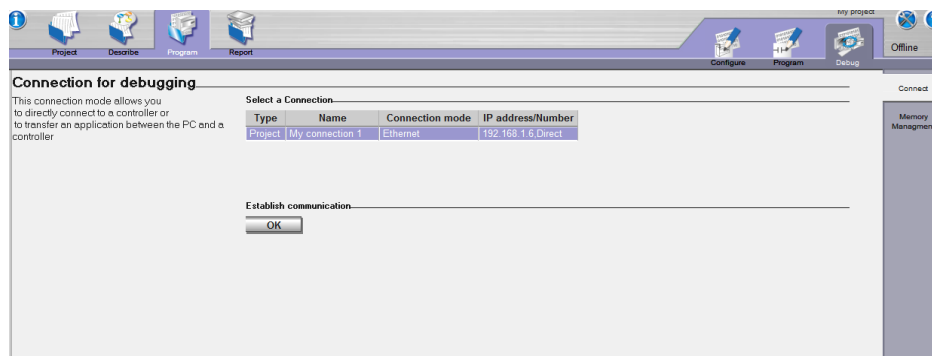 My project
Project
Describe
Program
Report
Configure
Program
Debug
Offline
Connection for debugging
This connection mode allows you
to directly connect to a controller or
to transfer an application between the PC and a
controller
Select a Connection
Type Name Connection mode IP address/Number
Project My connection 1 Ethernet 192.168.1.6,Direct
Establish communication
OK
Connect
Memory
Managmen